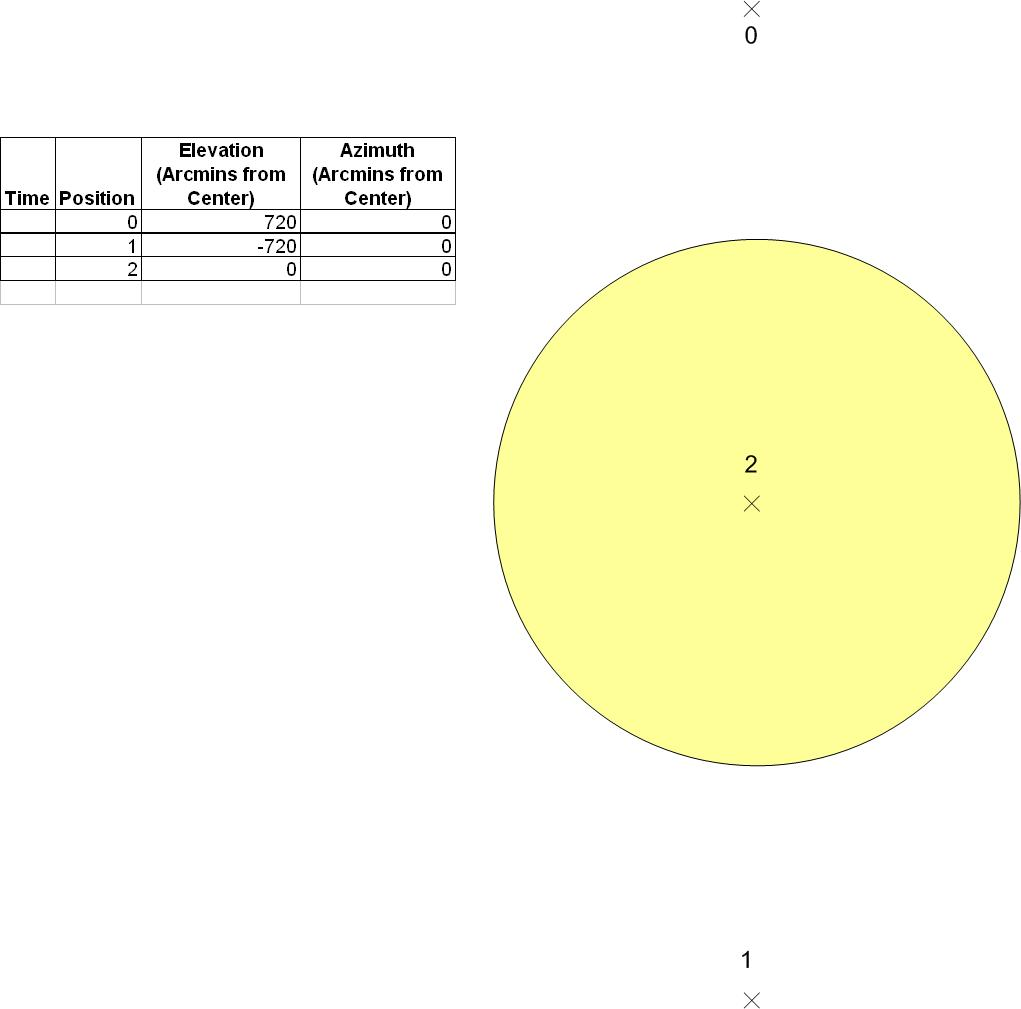 0
Elevation Azimuth
(Arcmins from (Arcmins from
Time Position Center) Center)
0 720 0
1 -720 0
2 0 0
2
1